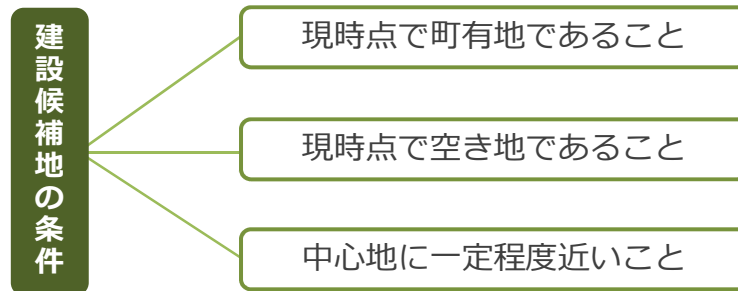 建設候補地の条件
現時点で町有地であること
現時点で空き地であること
中心地に一定程度近いこと